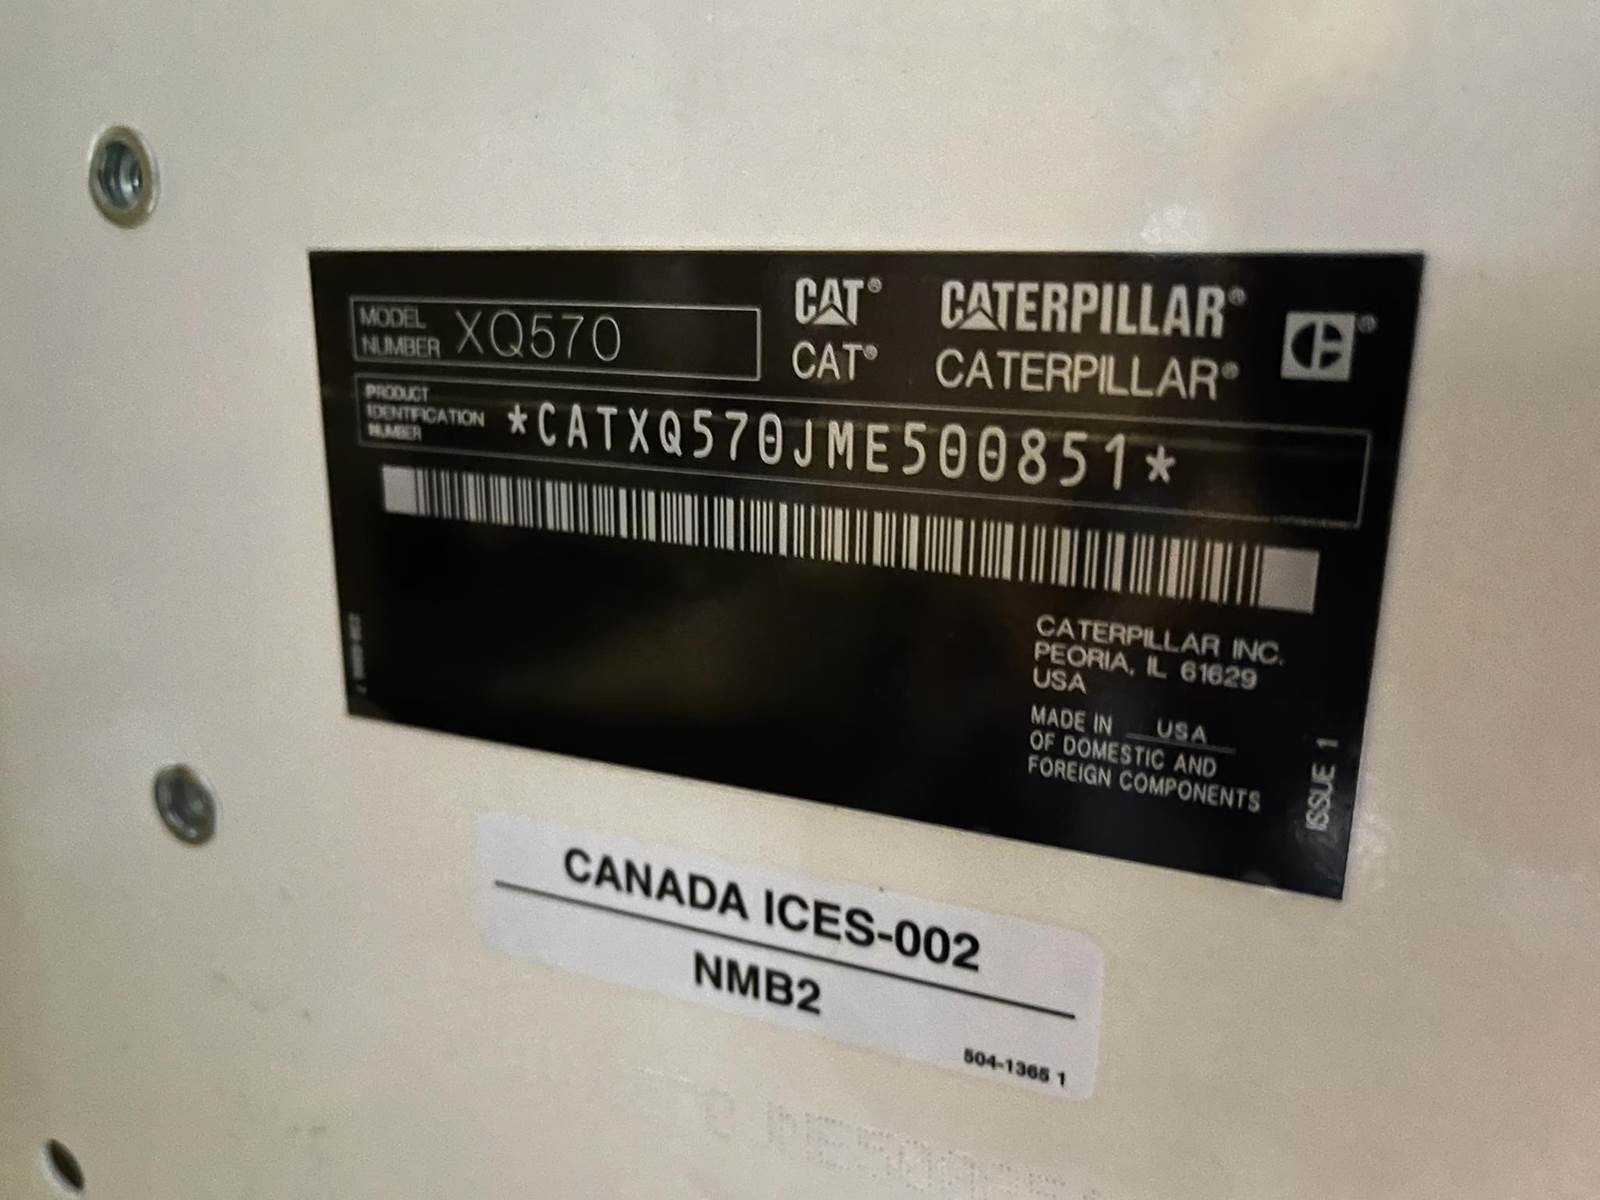 MODEL NUMBER XQ570
CAT® CATERPILLAR®
CAT® CATERPILLAR®
PRODUCT IDENTIFICATION NUMBER *CATXQ570JME500851*
CATERPILLAR INC.
PEORIA, IL 61629
USA
MADE IN USA
OF DOMESTIC AND
FOREIGN COMPONENTS
ISSUE 1
CANADA ICES-002
NMB2
504-1365 1